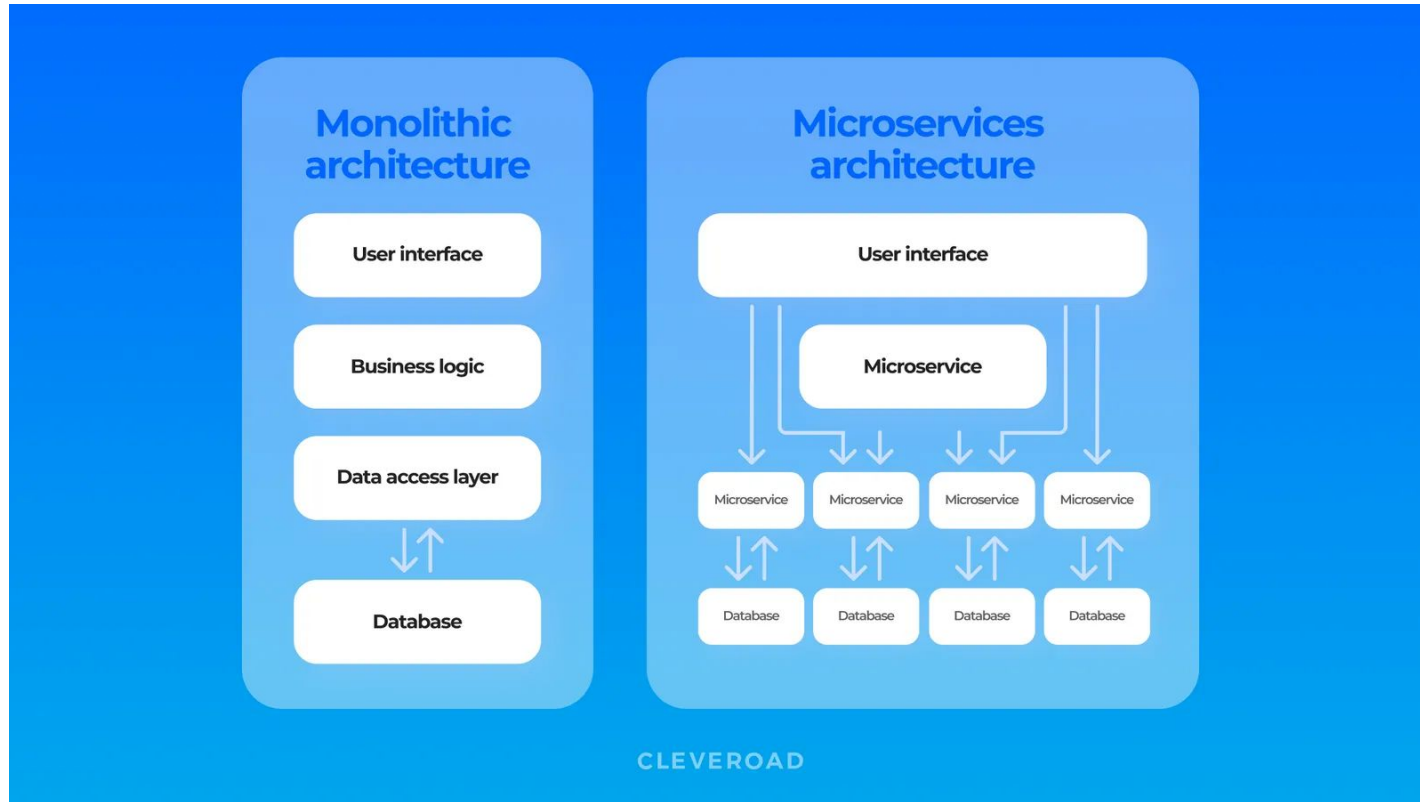 Monolithic
architecture
User interface
Business logic
Data access layer
Database
Microservices
architecture
User interface
Microservice
Microservice Microservice Microservice Microservice
Database Database Database Database
CLEVEROAD